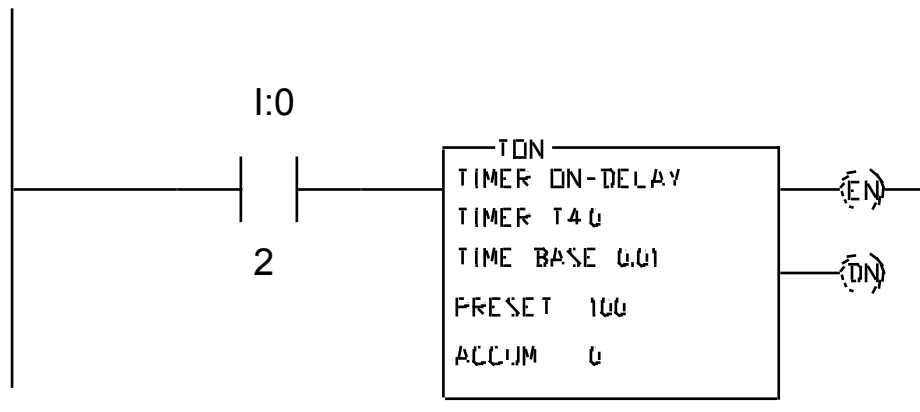 I:0
2
TON
TIMER ON-DELAY
TIMER T4 0
TIME BASE 0.01
PRESET 100
ACCUM 0
(EN)
(DN)